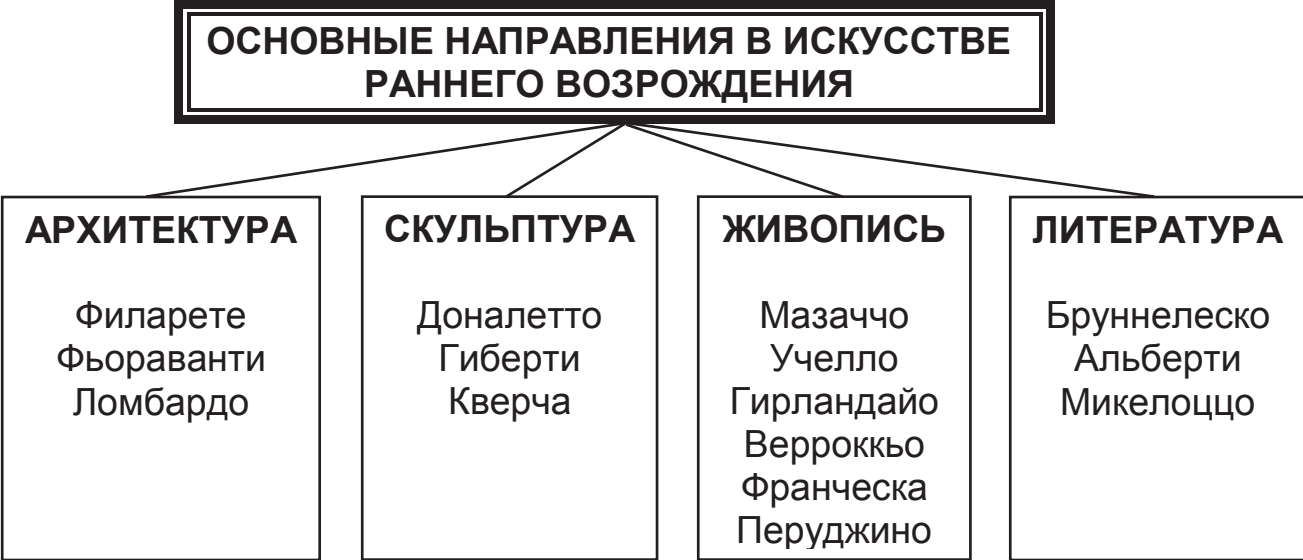 ОСНОВНЫЕ НАПРАВЛЕНИЯ В ИСКУССТВЕ
РАННЕГО ВОЗРОЖДЕНИЯ
АРХИТЕКТУРА
Филарете
Фьораванти
Ломбардо
СКУЛЬПТУРА
Доналетто
Гиберти
Кверча
ЖИВОПИСЬ
Мазаччо
Учелло
Гирландайо
Верроккьо
Франческа
Перуджино
ЛИТЕРАТУРА
Бруннелеско
Альберти
Микелоццо